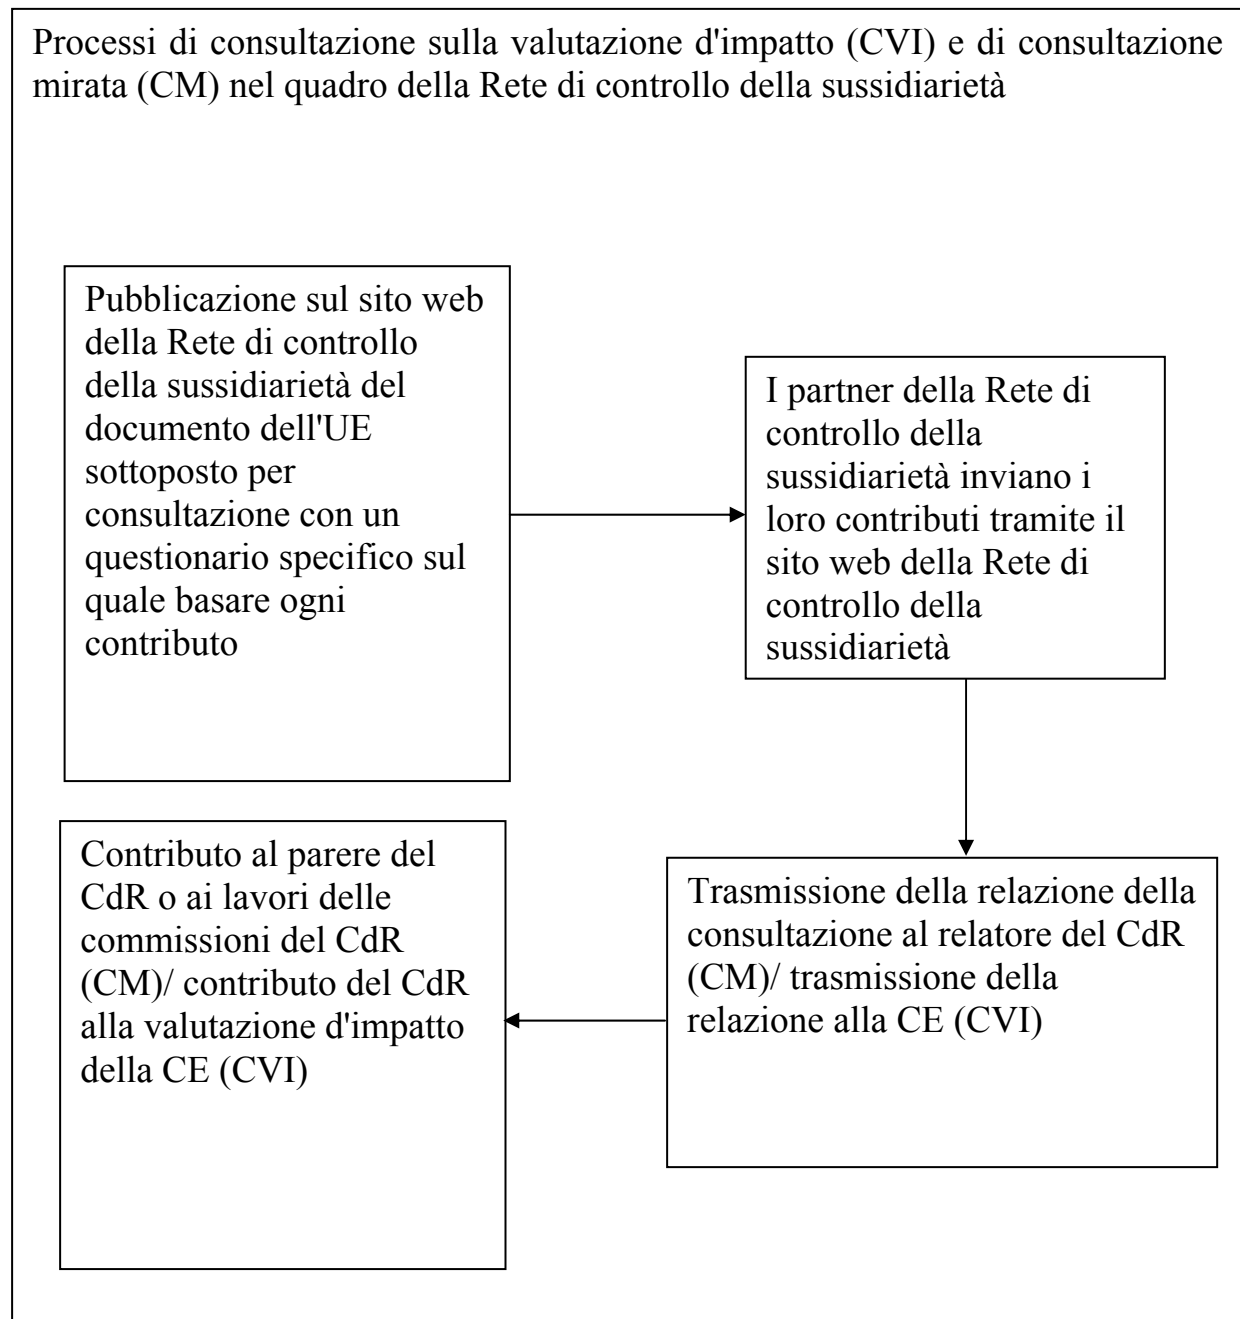 Processi di consultazione sulla valutazione d'impatto (CVI) e di consultazione
mirata (CM) nel quadro della Rete di controllo della sussidiarietà
Pubblicazione sul sito web
della Rete di controllo
della sussidiarietà del
documento dell'UE
sottoposto per
consultazione con un
questionario specifico sul
quale basare ogni
contributo
I partner della Rete di
controllo della
sussidiarietà inviano i
loro contributi tramite il
sito web della Rete di
controllo della
sussidiarietà
Trasmissione della relazione della
consultazione al relatore del CdR
(CM)/ trasmissione della
relazione alla CE (CVI)
Contributo al parere del
CdR o ai lavori delle
commissioni del CdR
(CM)/ contributo del CdR
alla valutazione d'impatto
della CE (CVI)